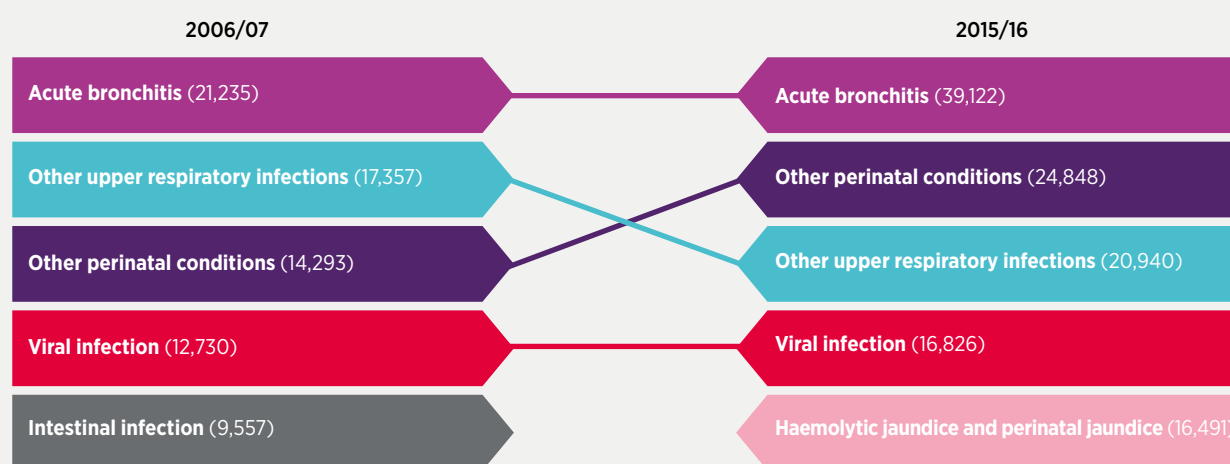 2006/07
2015/16
Acute bronchitis (21,235)
Acute bronchitis (39,122)
Other upper respiratory infections (17,357)
Other perinatal conditions (24,848)
Other perinatal conditions (14,293)
Other upper respiratory infections (20,940)
Viral infection (12,730)
Viral infection (16,826)
Intestinal infection (9,557)
Haemolytic jaundice and perinatal jaundice (16,491)